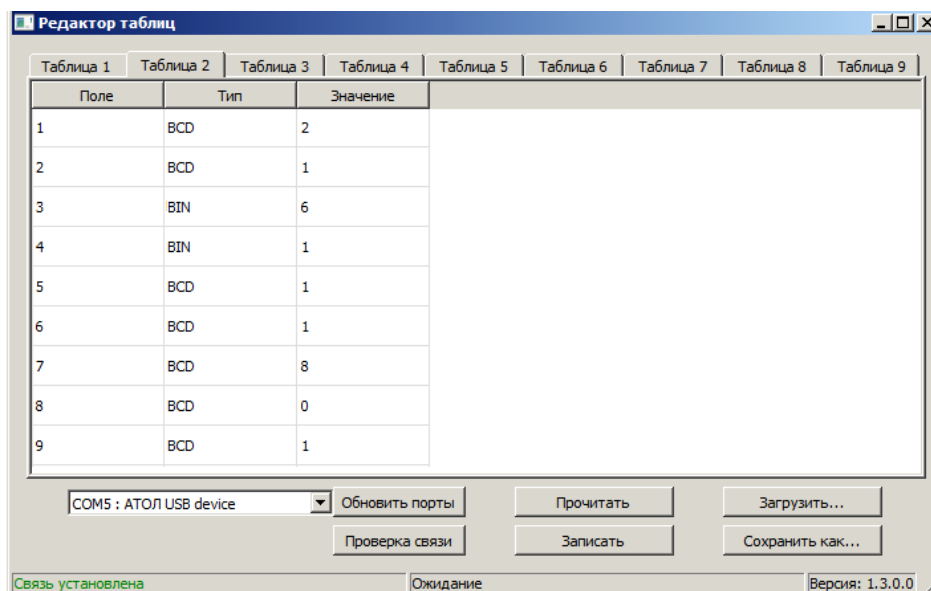 Редактор таблиц
Таблица 1 Таблица 2 Таблица 3 Таблица 4 Таблица 5 Таблица 6 Таблица 7 Таблица 8 Таблица 9
Поле Тип Значение
1 BCD 2
2 BCD 1
3 BIN 6
4 BIN 1
5 BCD 1
6 BCD 1
7 BCD 8
8 BCD 0
9 BCD 1
COM5 : АТОЛ USB device Обновить порты Прочитать Загрузить...
Проверка связи Записать Сохранить как...
Связь установлена Ожидание Версия: 1.3.0.0